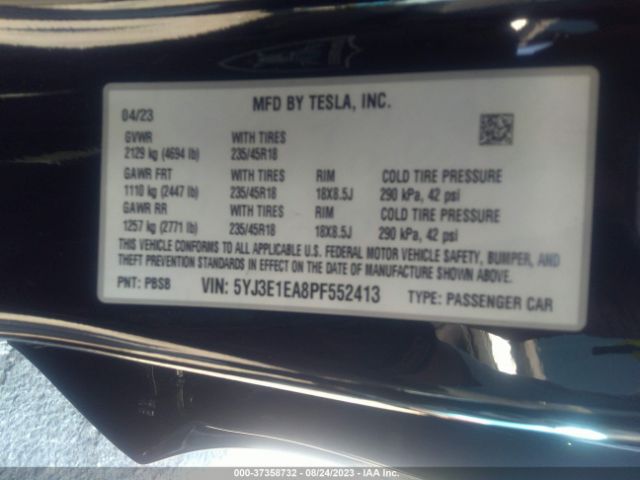 MFD BY TESLA, INC.
04/23
GVWR WITH TIRES
2129 kg (4694 lb) 235/45R18
GAWR FRT WITH TIRES RIM COLD TIRE PRESSURE
1110 kg (2447 lb) 235/45R18 18X8.5J 290 kPa, 42 psi
GAWR RR WITH TIRES RIM COLD TIRE PRESSURE
1257 kg (2771 lb) 235/45R18 18X8.5J 290 kPa, 42 psi
THIS VEHICLE CONFORMS TO ALL APPLICABLE U.S. FEDERAL MOTOR VEHICLE SAFETY, BUMPER, AND
THEFT PREVENTION STANDARDS IN EFFECT ON THE DATE OF MANUFACTURE SHOWN ABOVE.
PNT: PBSB VIN: 5YJ3E1EA8PF552413 TYPE: PASSENGER CAR
000-37358732 - 08/24/2023 - IAA Inc.